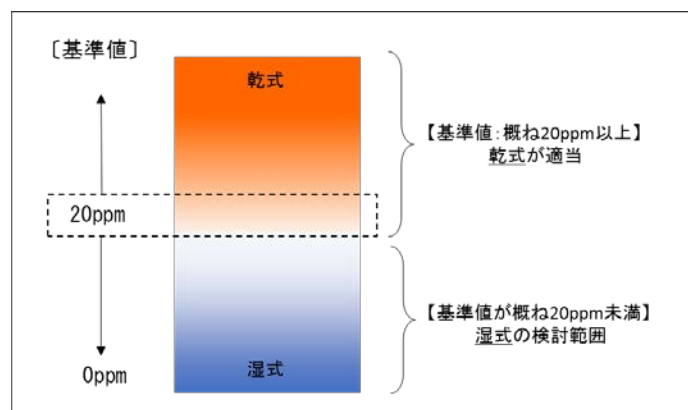 〔基準値〕
乾式
【基準値：概ね20ppm以上】
乾式が適当
20ppm
【基準値が概ね20ppm未満】
湿式の検討範囲
0ppm
湿式